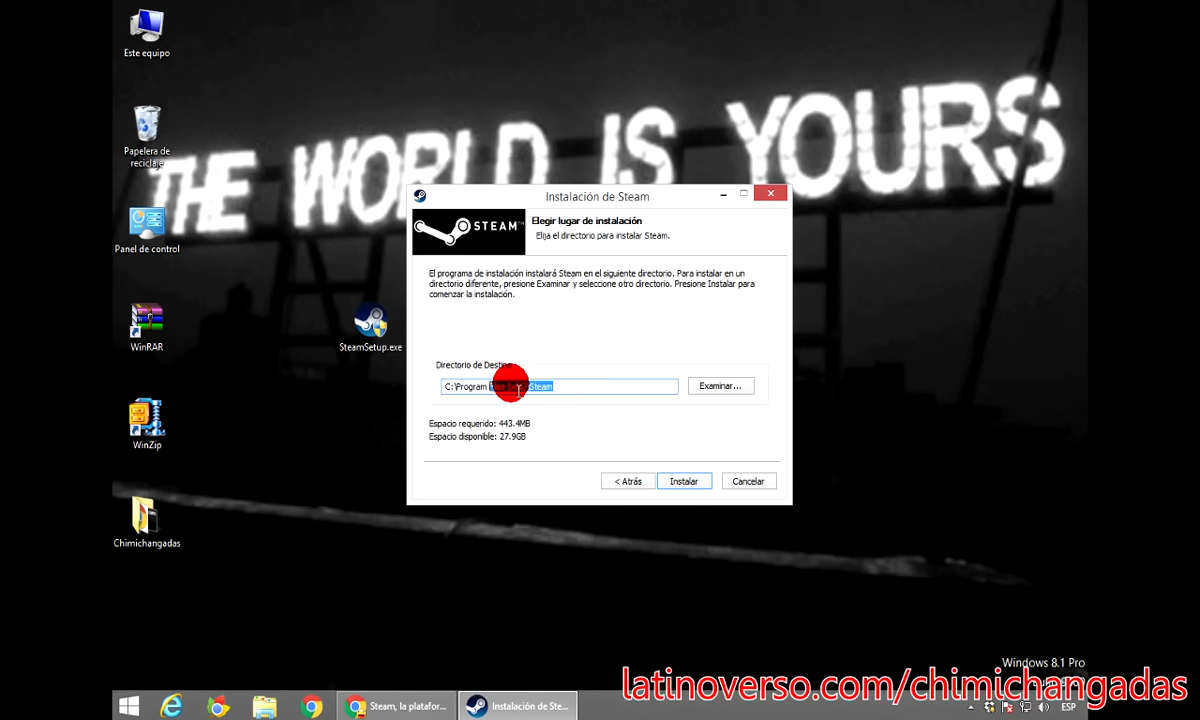 Este equipo
Papelera de
reciclaje
Panel de control
WinRAR
WinZip
Chimichangadas
SteamSetup.exe
THE WORLD IS YOURS
Instalación de Steam
STEAM™
Elegir lugar de instalación
Elija el directorio para instalar Steam.
El programa de instalación instalará Steam en el siguiente directorio. Para instalar en un
directorio diferente, presione Examinar y seleccione otro directorio. Presione Instalar para
comenzar la instalación.
Directorio de Destino
C:\Program Steam
Examinar...
Espacio requerido: 443.4MB
Espacio disponible: 27.9GB
< Atrás
Instalar
Cancelar
Windows 8.1 Pro
latinoverso.com/chimichangadas
Steam, la platafor...
Instalación de Ste...
ESP